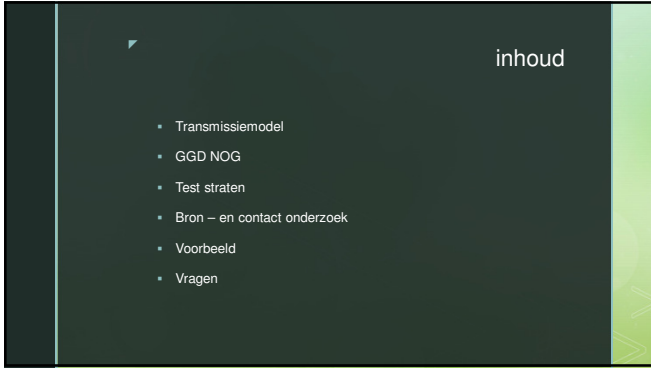 inhoud
Transmissiemodel
GGD NOG
Test straten
Bron – en contact onderzoek
Voorbeeld
Vragen